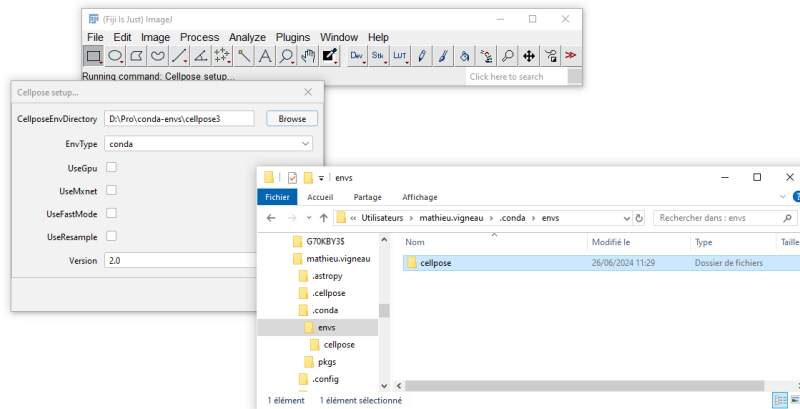 (Fiji Is Just) ImageJ
File Edit Image Process Analyze Plugins Window Help
Dev Stk LUT
Running command: Cellpose setup...
Click here to search
Cellpose setup...
CellposeEnvDirectory D:\Pro\conda-envs\cellpose3 Browse
EnvType conda
UseGpu
UseMxnet
UseFastMode
UseResample
Version 2.0
envs
Fichier Accueil Partage Affichage
« Utilisateurs › mathieu.vigneau › .conda › envs
Rechercher dans : envs
Nom Modifié le Type Taille
G70KBY3$
mathieu.vigneau
.astropy
.cellpose
.conda
envs
cellpose
pkgs
.config
cellpose 26/06/2024 11:29 Dossier de fichiers
1 élément 1 élément sélectionné